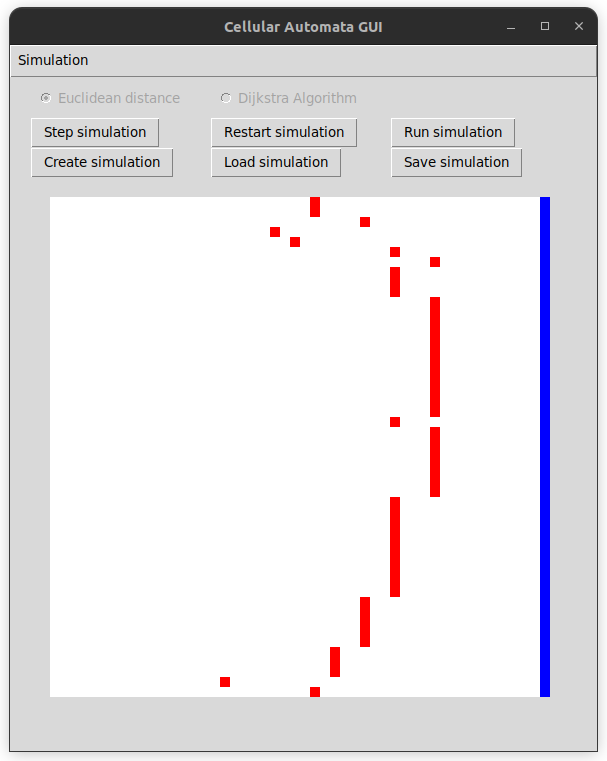 Cellular Automata GUI
Simulation
Euclidean distance Dijkstra Algorithm
Step simulation Restart simulation Run simulation
Create simulation Load simulation Save simulation